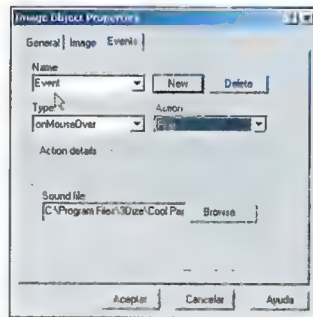 Image Object Properties
General Image Events
Name
Event New Delete
Type Action
onMouseOver
Action details
Sound file
C:\Program Files\3Dize\Cool Browse
Aceptar Cancelar Ayuda